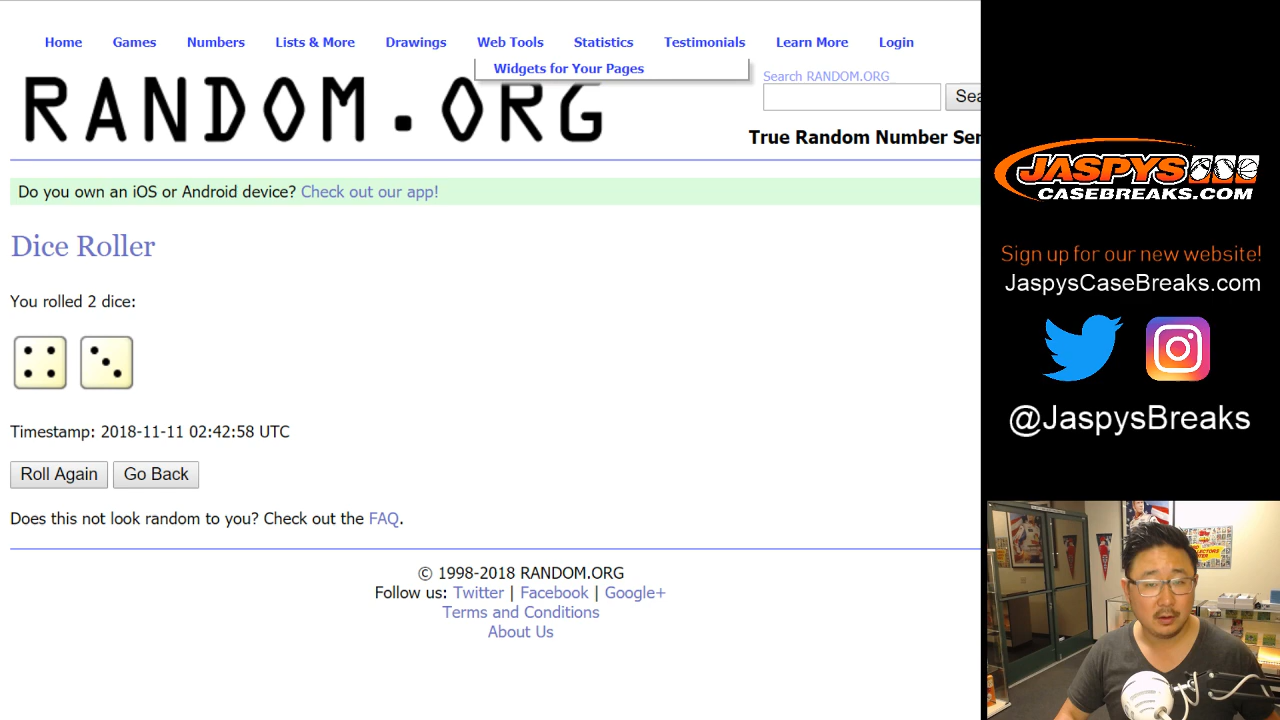 Home Games Numbers Lists & More Drawings Web Tools Statistics Testimonials Learn More Login
Widgets for Your Pages
RANDOM.ORG
Search RANDOM.ORG
Sea
True Random Number Ser
Do you own an iOS or Android device? Check out our app!
Dice Roller
You rolled 2 dice:
Timestamp: 2018-11-11 02:42:58 UTC
Roll Again Go Back
Does this not look random to you? Check out the FAQ.
© 1998-2018 RANDOM.ORG
Follow us: Twitter | Facebook | Google+
Terms and Conditions
About Us
JASPYS
CASEBREAKS.COM
Sign up for our new website!
JaspysCaseBreaks.com
@JaspysBreaks